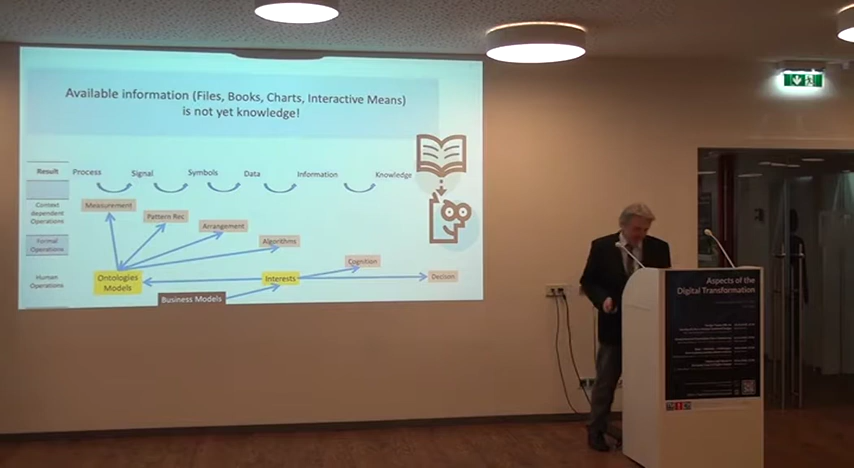 Available information (Files, Books, Charts, Interactive Means)
is not yet knowledge!
Result Process Signal Symbols Data Information Knowledge
Context
dependent
Operations
Measurement
Pattern Rec
Arrangement
Formal
Operations
Algorithms
Cognition
Human
Operations
Ontologies
Models
Interests
Decison
Business Models
Aspects of the
Digital Transformation